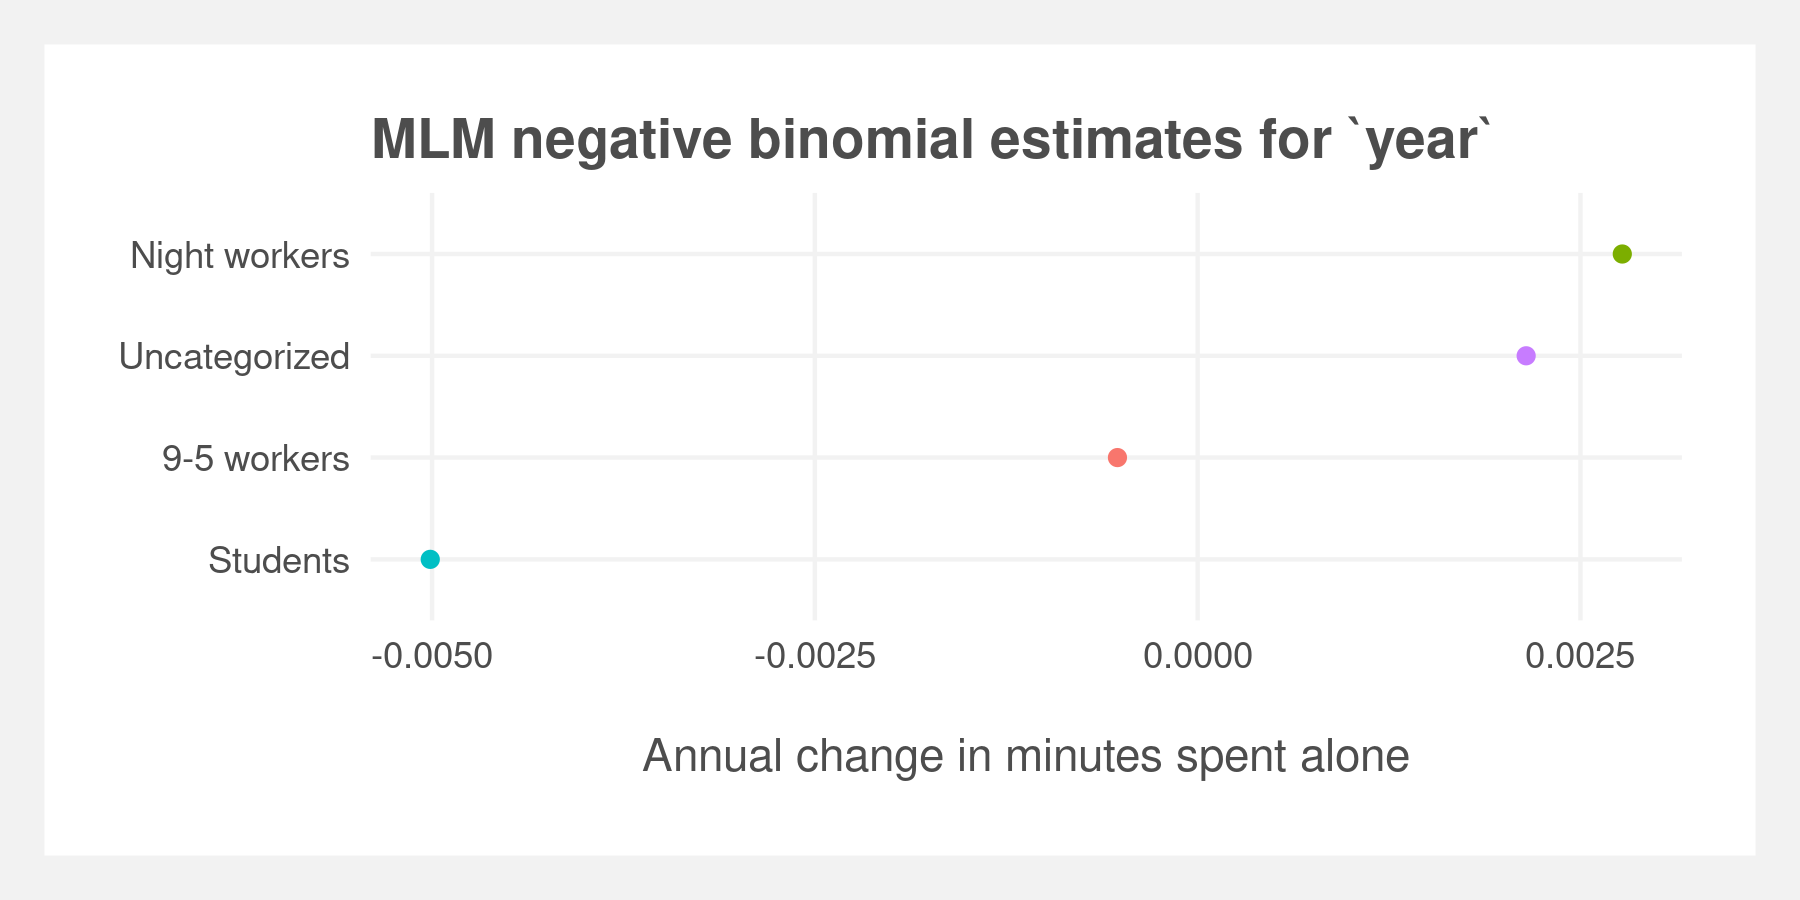 MLM negative binomial estimates for `year`
Night workers
Uncategorized
9-5 workers
Students
-0.0050
-0.0025
0.0000
0.0025
Annual change in minutes spent alone